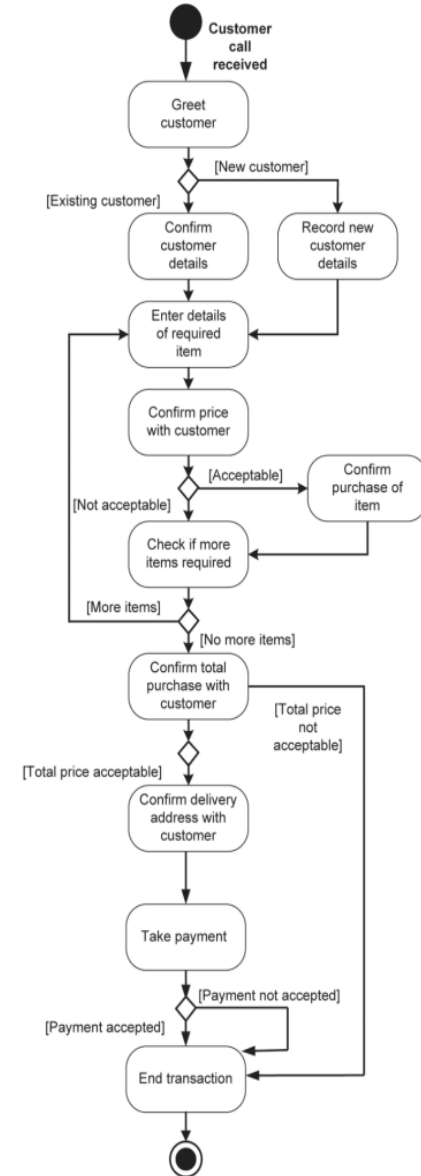 Customer
call
received
Greet
customer
[New customer]
[Existing customer]
Confirm
customer
details
Record new
customer
details
Enter details
of required
item
Confirm price
with customer
[Acceptable]
Confirm
purchase of
item
[Not acceptable]
Check if more
items required
[More items]
[No more items]
Confirm total
purchase with
customer
[Total price
not
acceptable]
[Total price acceptable]
Confirm delivery
address with
customer
Take payment
[Payment not accepted]
[Payment accepted]
End transaction